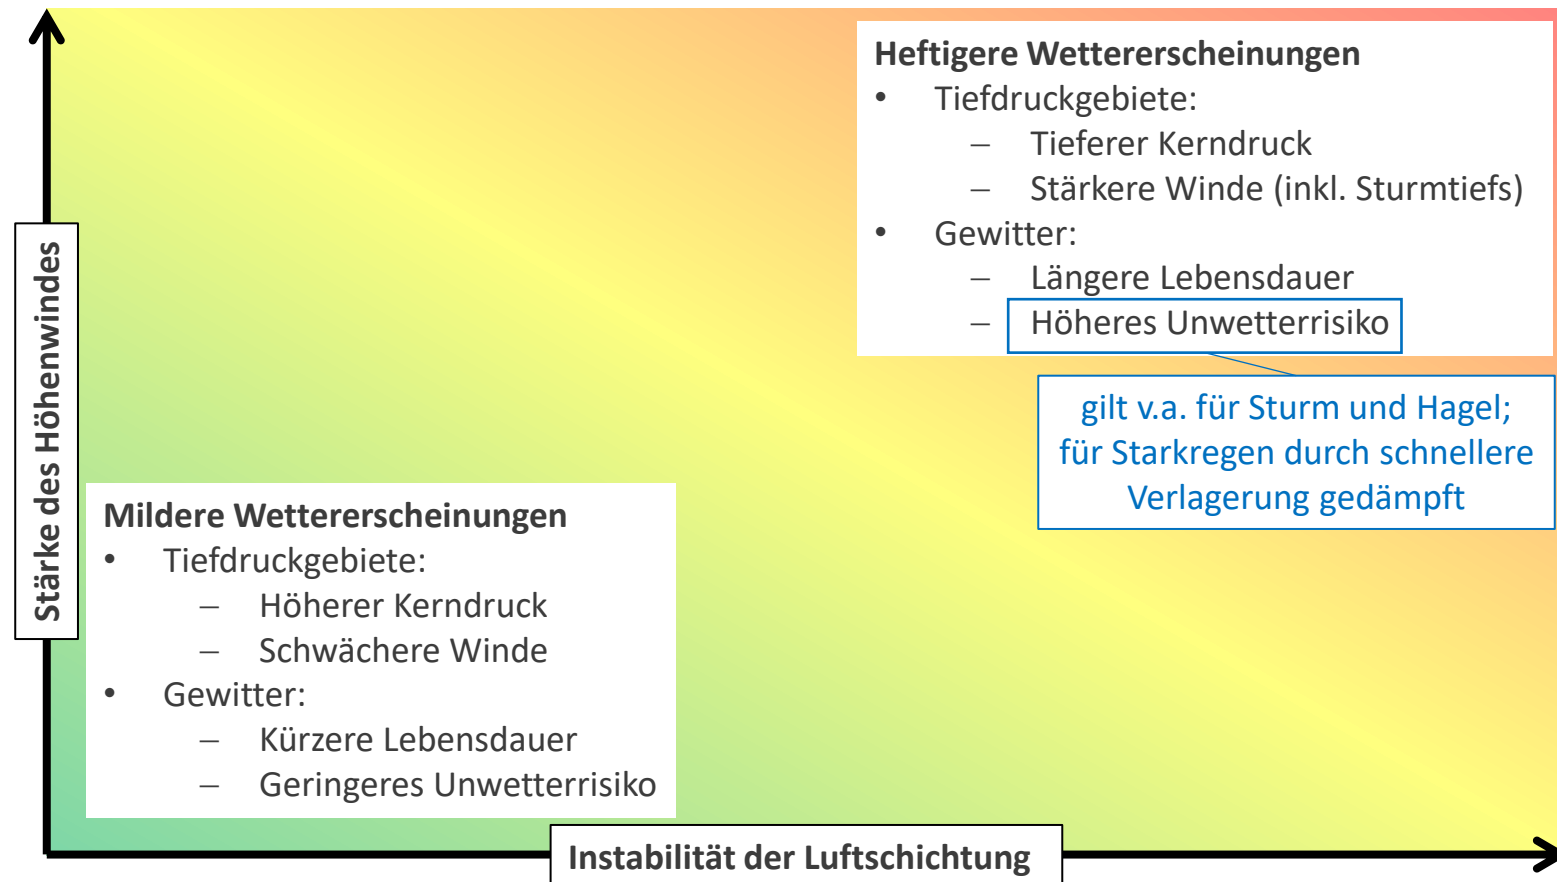 Heftigere Wettererscheinungen
• Tiefdruckgebiete:
– Tieferer Kerndruck
– Stärkere Winde (inkl. Sturmtiefs)
• Gewitter:
– Längere Lebensdauer
– Höheres Unwetterrisiko
gilt v.a. für Sturm und Hagel;
für Starkregen durch schnellere
Verlagerung gedämpft
Stärke des Höhenwindes
Mildere Wettererscheinungen
• Tiefdruckgebiete:
– Höherer Kerndruck
– Schwächere Winde
• Gewitter:
– Kürzere Lebensdauer
– Geringeres Unwetterrisiko
Instabilität der Luftschichtung